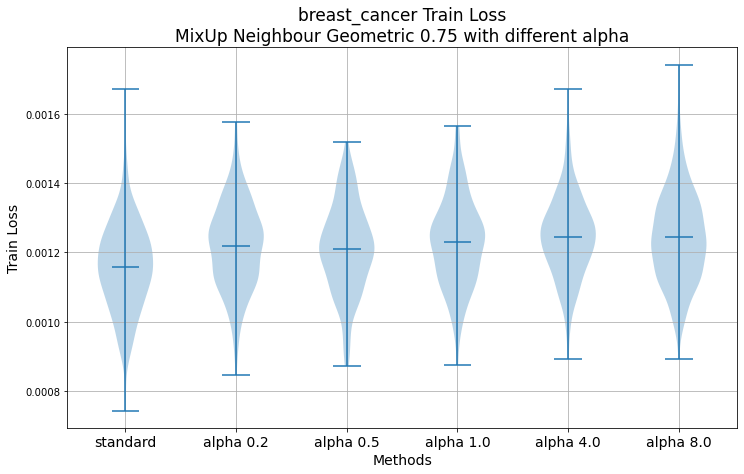 breast_cancer Train Loss
MixUp Neighbour Geometric 0.75 with different alpha
0.0016
0.0014
0.0012
0.0010
0.0008
Train Loss
standard alpha 0.2 alpha 0.5 alpha 1.0 alpha 4.0 alpha 8.0
Methods